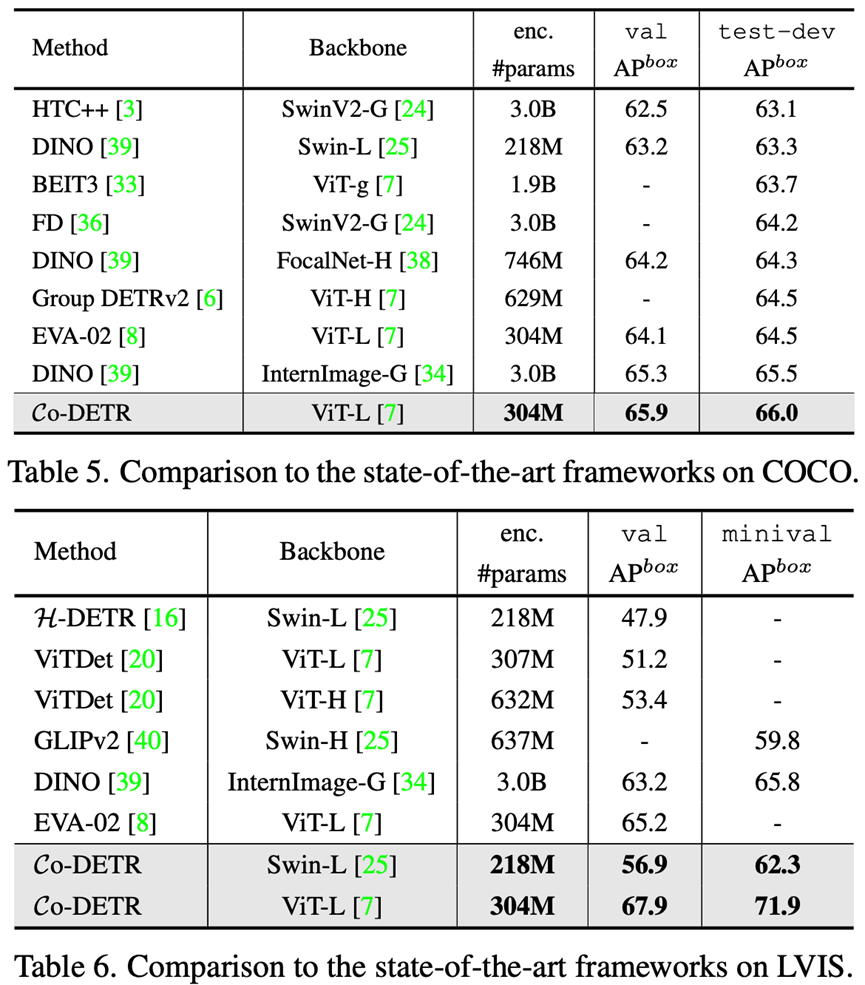 Method Backbone enc. #params val AP^box test-dev AP^box
HTC++ [3] SwinV2-G [24] 3.0B 62.5 63.1
DINO [39] Swin-L [25] 218M 63.2 63.3
BEIT3 [33] ViT-g [7] 1.9B - 63.7
FD [36] SwinV2-G [24] 3.0B - 64.2
DINO [39] FocalNet-H [38] 746M 64.2 64.3
Group DETRv2 [6] ViT-H [7] 629M - 64.5
EVA-02 [8] ViT-L [7] 304M 64.1 64.5
DINO [39] InternImage-G [34] 3.0B 65.3 65.5
Co-DETR ViT-L [7] 304M 65.9 66.0
Table 5. Comparison to the state-of-the-art frameworks on COCO.
Method Backbone enc. #params val AP^box minival AP^box
H-DETR [16] Swin-L [25] 218M 47.9 -
ViTDet [20] ViT-L [7] 307M 51.2 -
ViTDet [20] ViT-H [7] 632M 53.4 -
GLIPv2 [40] Swin-H [25] 637M - 59.8
DINO [39] InternImage-G [34] 3.0B 63.2 65.8
EVA-02 [8] ViT-L [7] 304M 65.2 -
Co-DETR Swin-L [25] 218M 56.9 62.3
Co-DETR ViT-L [7] 304M 67.9 71.9
Table 6. Comparison to the state-of-the-art frameworks on LVIS.